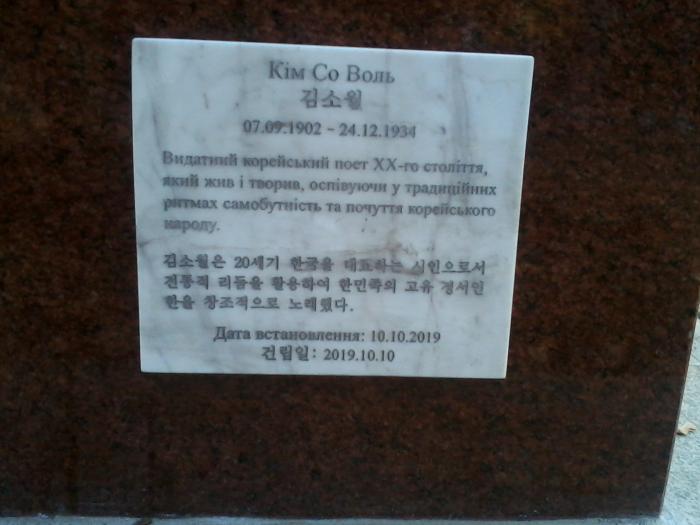 Кім Со Воль
김소월
07.09.1902 - 24.12.1934
Видатний корейський поет XX-го століття,
який жив і творив, оспівуючи у традиційних
ритмах самобутність та почуття корейського
народу.
김소월은 20세기 한국을 대표하는 시인으로서
전통적 리듬을 활용하여 한민족의 고유 정서인
한을 창조적으로 노래했다.
Дата встановлення: 10.10.2019
건립일: 2019.10.10